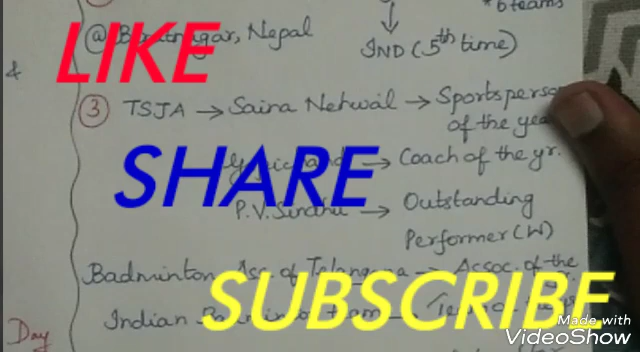 * 6 teams
@ Biratnagar, Nepal
IND (5th time)
&
LIKE
③ TSJA → Saina Nehwal → Sportsperson
of the year
→ Coach of the yr.
SHARE
P.V. Sindhu → Outstanding
Performer (W)
Badminton Asc. of Telangana → Assoc. of the
Indian Badminton team →
SUBSCRIBE
Day
Made with
VideoShow